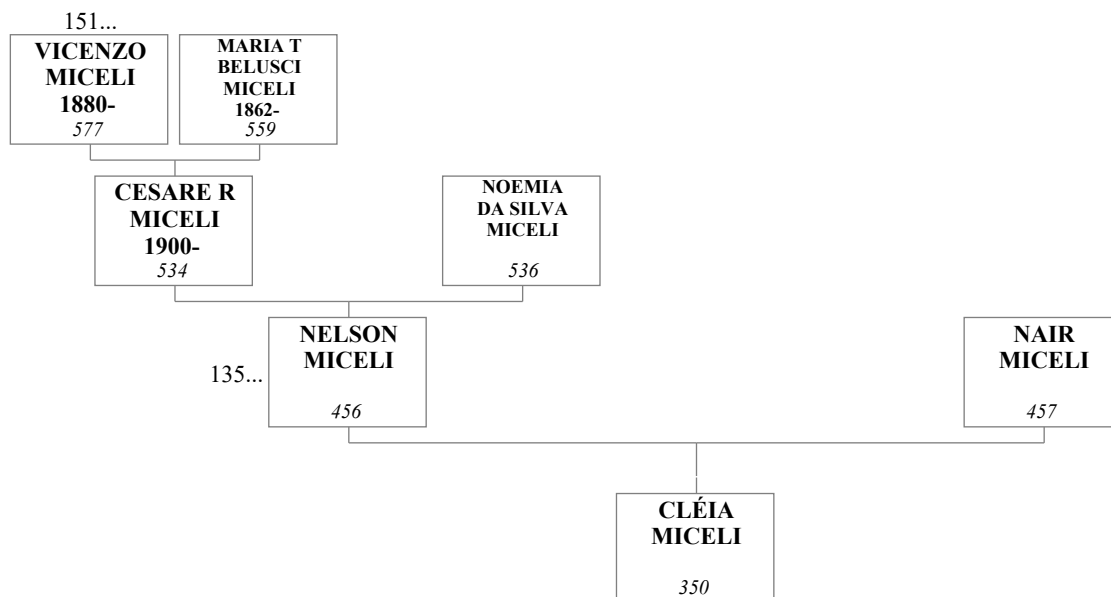 151...
VICENZO
MICELI
1880-
577
MARIA T
BELUSCI
MICELI
1862-
559
CESARE R
MICELI
1900-
534
NOEMIA
DA SILVA
MICELI
536
135...
NELSON
MICELI
456
NAIR
MICELI
457
CLÉIA
MICELI
350